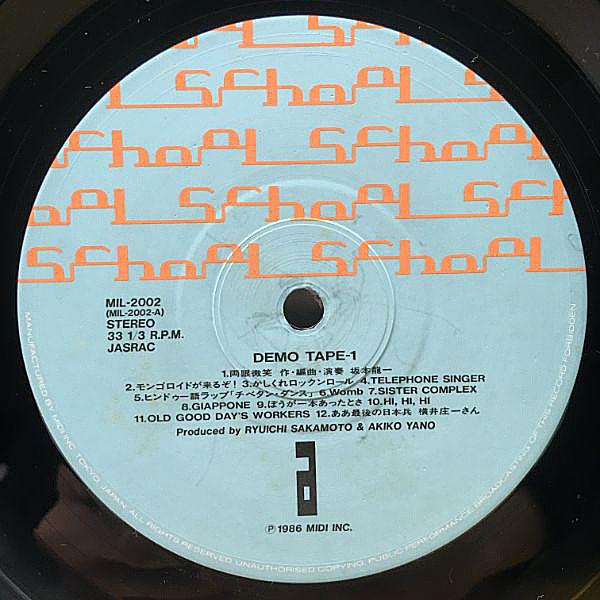 School School
School School School
School School School
School School School
School School School
MIL-2002
(MIL-2002-A)
STEREO
33 1/3 R.P.M.
JASRAC
DEMO TAPE-1
1.両眼微笑 作・編曲・演奏 坂本龍一
2.モンゴロイドが来るぞ! 3.かしくれロックンロール 4.TELEPHONE SINGER
5.ヒンドゥー語ラップ「チベタン・ダンス」 6.Womb 7.SISTER COMPLEX
8.GIAPPONE 9.ぼうが一本あったとさ 10.HI, HI, HI
11.OLD GOOD DAY'S WORKERS 12.ああ最後の日本兵 横井庄一さん
Produced by RYUICHI SAKAMOTO & AKIKO YANO
a
Ⓟ 1986 MIDI INC.
MANUFACTURED BY MIDI INC. TOKYO, JAPAN. ALL RIGHTS RESERVED. UNAUTHORIZED COPYING, PUBLIC PERFORMANCE BROADCASTING OF THIS RECORD FORBIDDEN